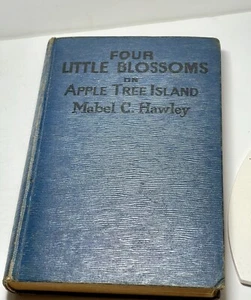 FOUR
LITTLE BLOSSOMS
ON
APPLE TREE ISLAND
Mabel C. Hawley